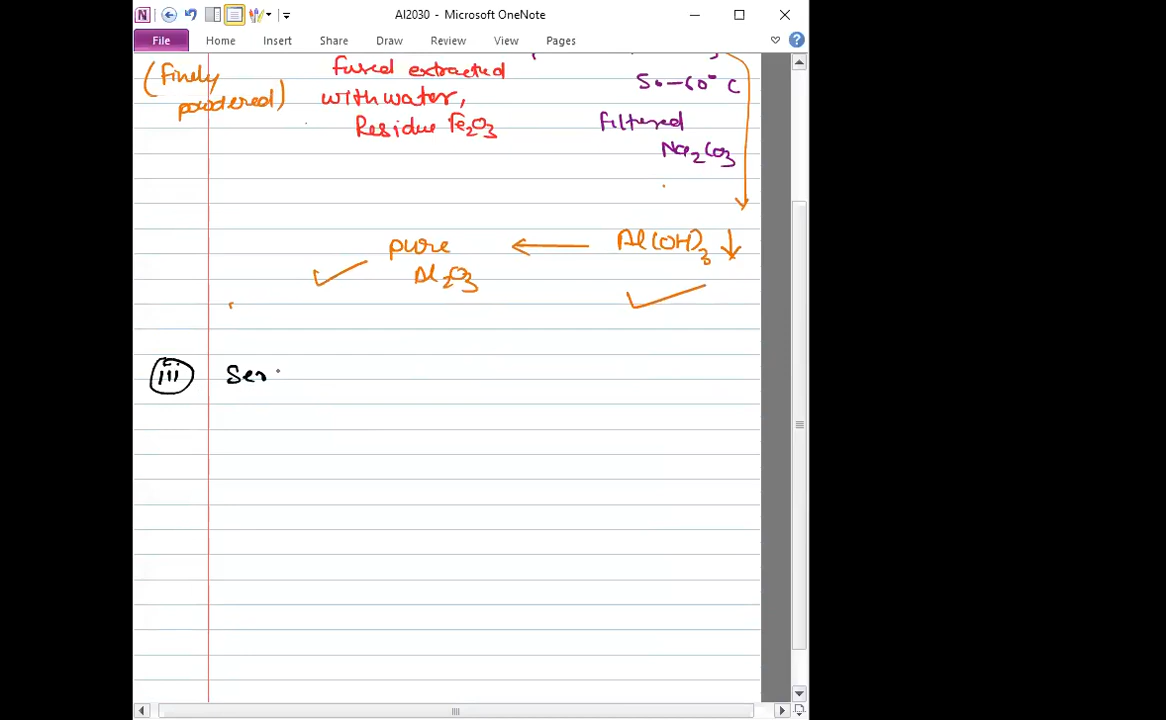 Al2030 - Microsoft OneNote
File Home Insert Share Draw Review View Pages
(finely powdered)
fused extracted
with water,
Residue Fe2O3
50-60° C
filtered
Na2CO3
pure ← Al(OH)3 ↓
Al2O3
iii Ser